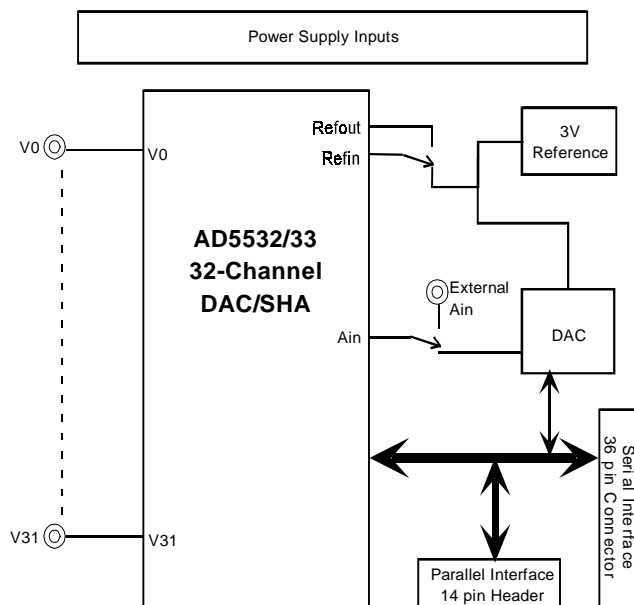 Power Supply Inputs
Refout
Refin
3V
Reference
V0
V0
AD5532/33
32-Channel
DAC/SHA
External
Ain
Ain
DAC
V31
V31
Serial Interface
36 pin Connector
Parallel Interface
14 pin Header